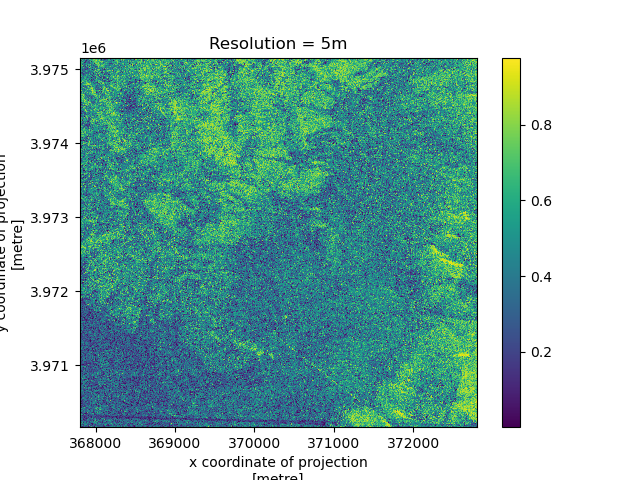 Resolution = 5m
1e6
3.975
3.974
3.973
3.972
3.971
y coordinate of projection
[metre]
368000 369000 370000 371000 372000
x coordinate of projection
[metre]
0.8
0.6
0.4
0.2